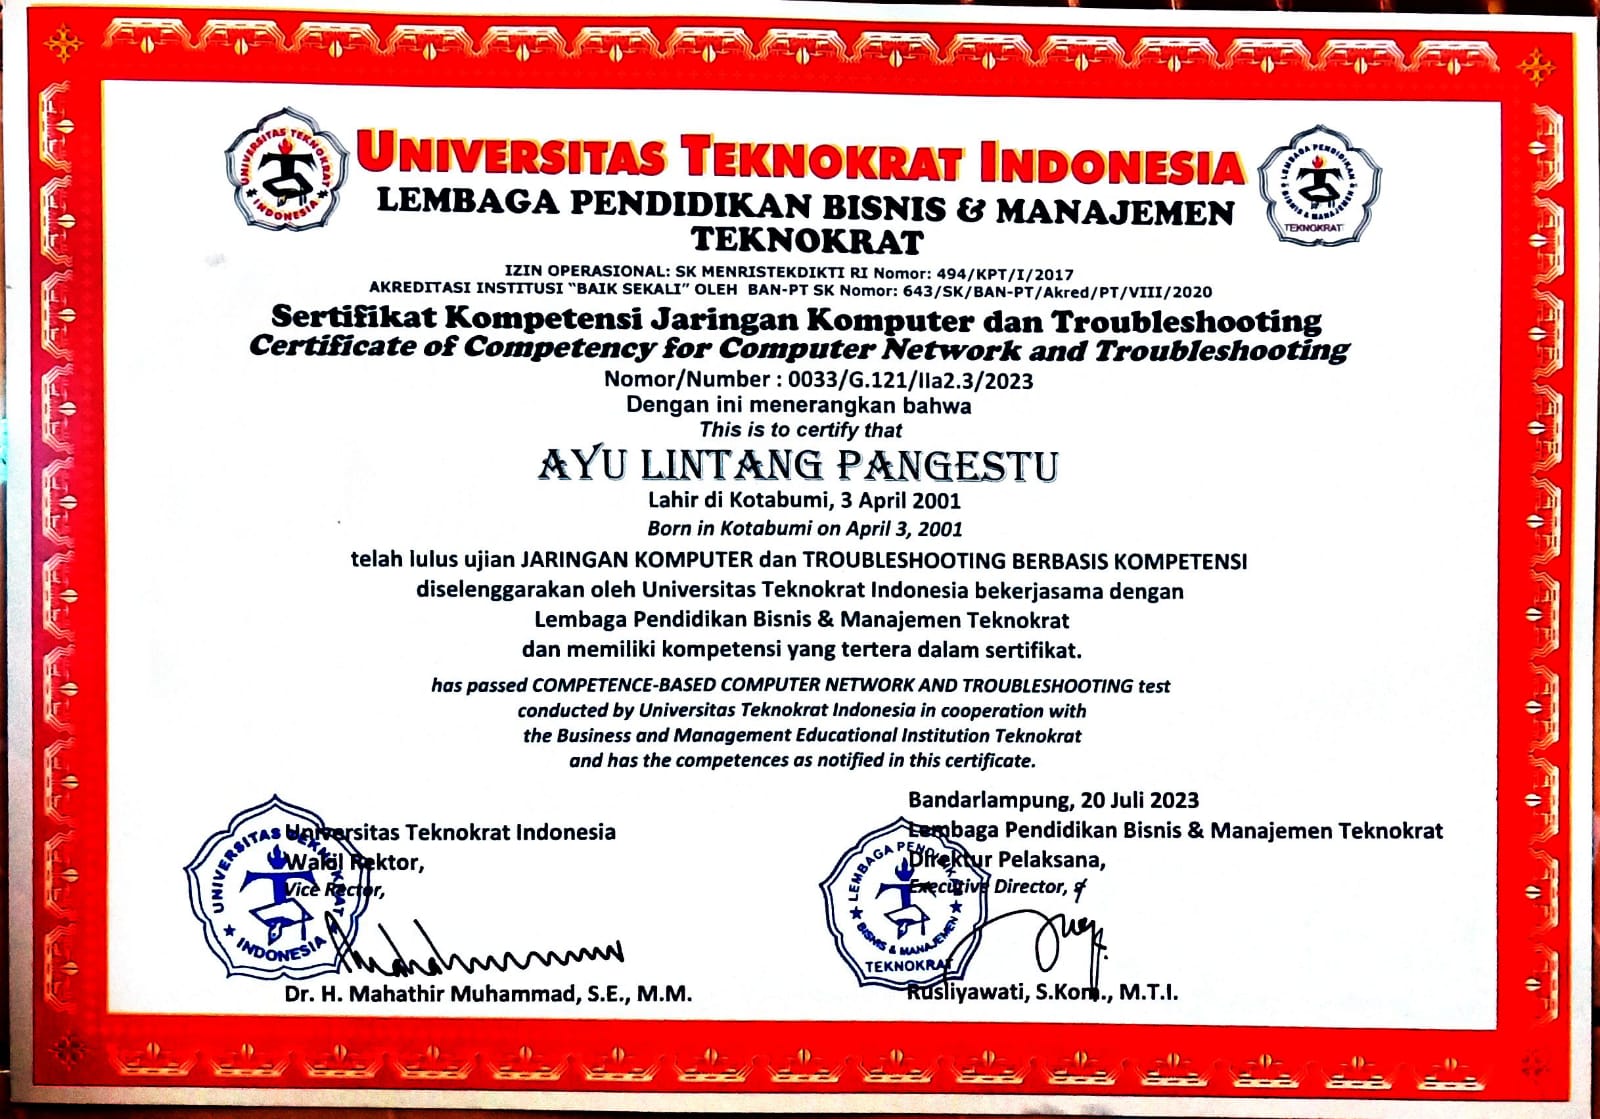 UNIVERSITAS TEKNOKRAT INDONESIA
LEMBAGA PENDIDIKAN BISNIS & MANAJEMEN
TEKNOKRAT
UNIVERSITAS TEKNOKRAT
INDONESIA
LEMBAGA PENDIDIKAN
BISNIS & MANAJEMEN
TEKNOKRAT
IZIN OPERASIONAL: SK MENRISTEKDIKTI RI Nomor: 494/KPT/I/2017
AKREDITASI INSTITUSI “BAIK SEKALI” OLEH BAN-PT SK Nomor: 643/SK/BAN-PT/Akred/PT/VIII/2020
Sertifikat Kompetensi Jaringan Komputer dan Troubleshooting
Certificate of Competency for Computer Network and Troubleshooting
Nomor/Number : 0033/G.121/IIa2.3/2023
Dengan ini menerangkan bahwa
This is to certify that
AYU LINTANG PANGESTU
Lahir di Kotabumi, 3 April 2001
Born in Kotabumi on April 3, 2001
telah lulus ujian JARINGAN KOMPUTER dan TROUBLESHOOTING BERBASIS KOMPETENSI
diselenggarakan oleh Universitas Teknokrat Indonesia bekerjasama dengan
Lembaga Pendidikan Bisnis & Manajemen Teknokrat
dan memiliki kompetensi yang tertera dalam sertifikat.
has passed COMPETENCE-BASED COMPUTER NETWORK AND TROUBLESHOOTING test
conducted by Universitas Teknokrat Indonesia in cooperation with
the Business and Management Educational Institution Teknokrat
and has the competences as notified in this certificate.
Universitas Teknokrat Indonesia
Wakil Rektor,
Vice Rector,
UNIVERSITAS TEKNOKRAT
INDONESIA
Dr. H. Mahathir Muhammad, S.E., M.M.
Bandarlampung, 20 Juli 2023
Lembaga Pendidikan Bisnis & Manajemen Teknokrat
Direktur Pelaksana,
Executive Director,
LEMBAGA PENDIDIKAN
BISNIS & MANAJEMEN
TEKNOKRAT
Rusliyawati, S.Kom., M.T.I.